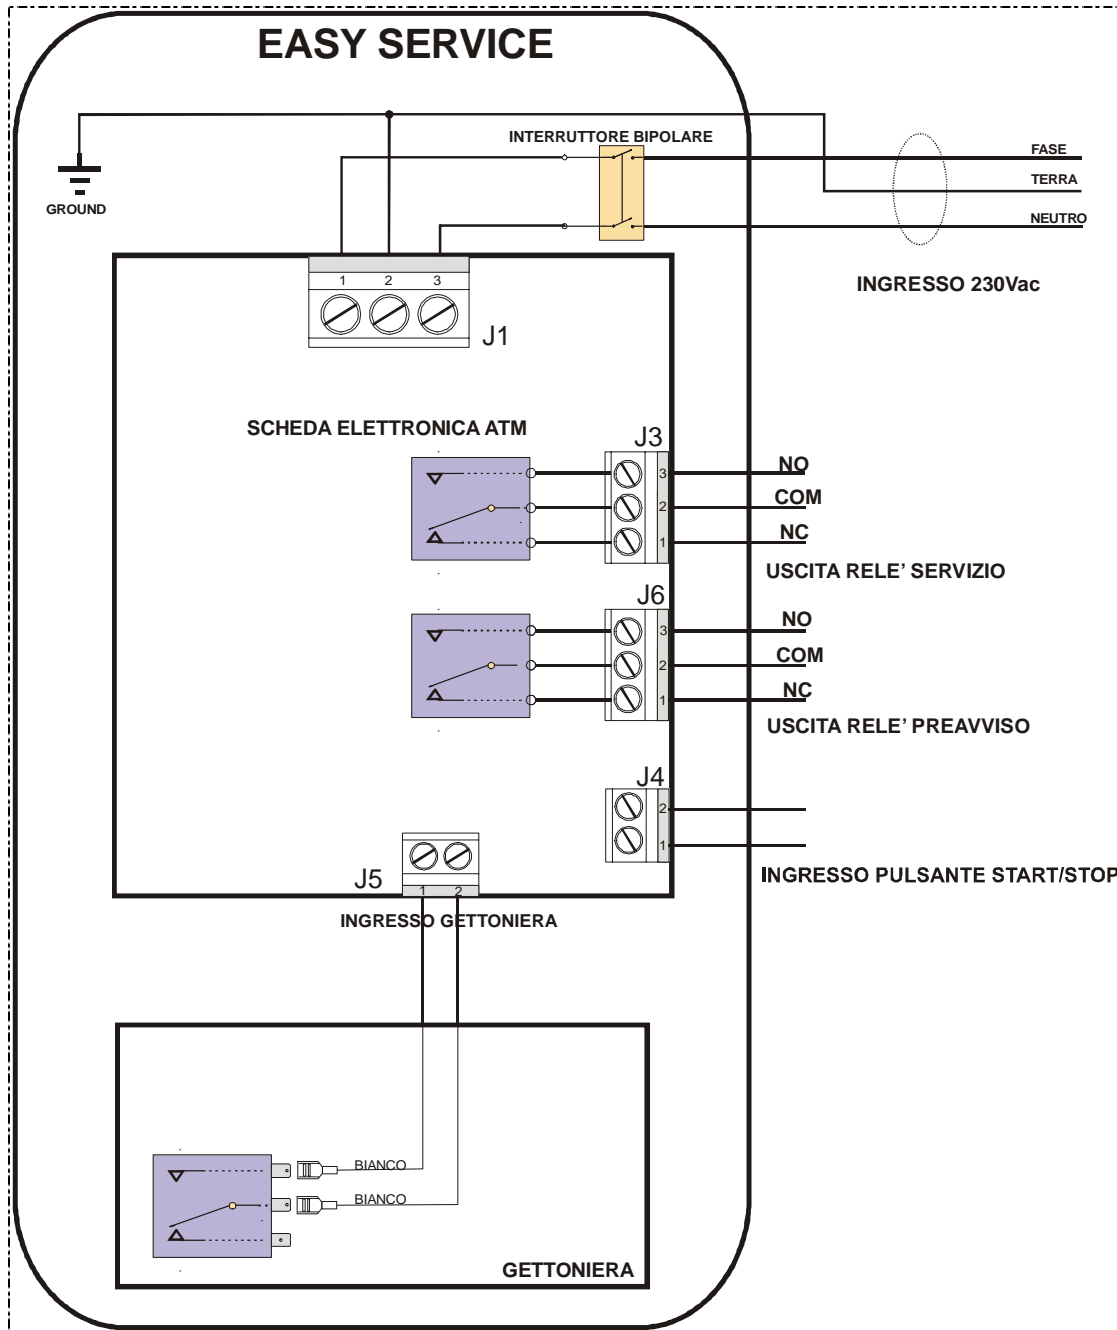 EASY SERVICE
INTERRUTTORE BIPOLARE
FASE
TERRA
NEUTRO
GROUND
INGRESSO 230Vac
1 2 3
J1
SCHEDA ELETTRONICA ATM
J3
3 NO
2 COM
1 NC
USCITA RELE' SERVIZIO
J6
3 NO
2 COM
1 NC
USCITA RELE' PREAVVISO
J4
2
1
INGRESSO PULSANTE START/STOP
J5
1 2
INGRESSO GETTONIERA
BIANCO
BIANCO
GETTONIERA